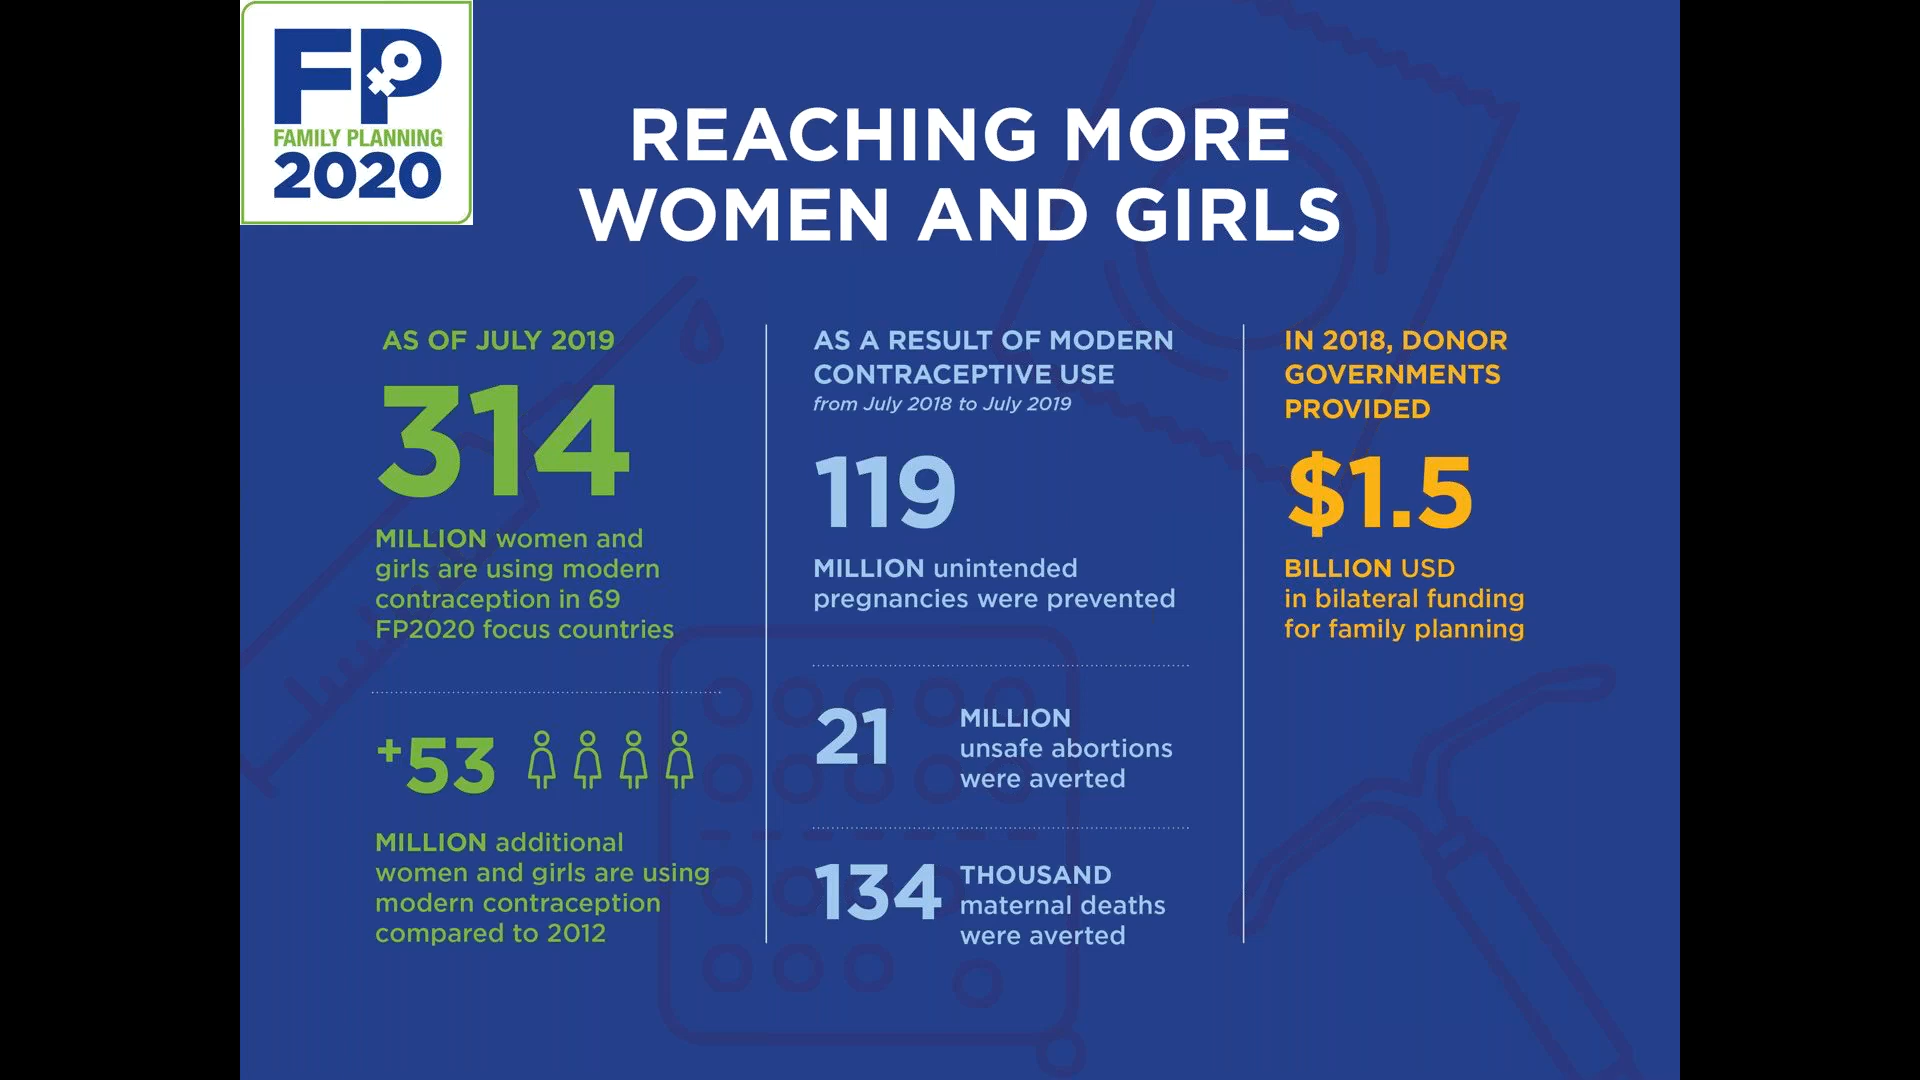 FP
FAMILY PLANNING
2020
REACHING MORE
WOMEN AND GIRLS
AS OF JULY 2019
314
MILLION women and
girls are using modern
contraception in 69
FP2020 focus countries
+53
MILLION additional
women and girls are using
modern contraception
compared to 2012
AS A RESULT OF MODERN
CONTRACEPTIVE USE
from July 2018 to July 2019
119
MILLION unintended
pregnancies were prevented
21
MILLION
unsafe abortions
were averted
134
THOUSAND
maternal deaths
were averted
IN 2018, DONOR
GOVERNMENTS
PROVIDED
$1.5
BILLION USD
in bilateral funding
for family planning